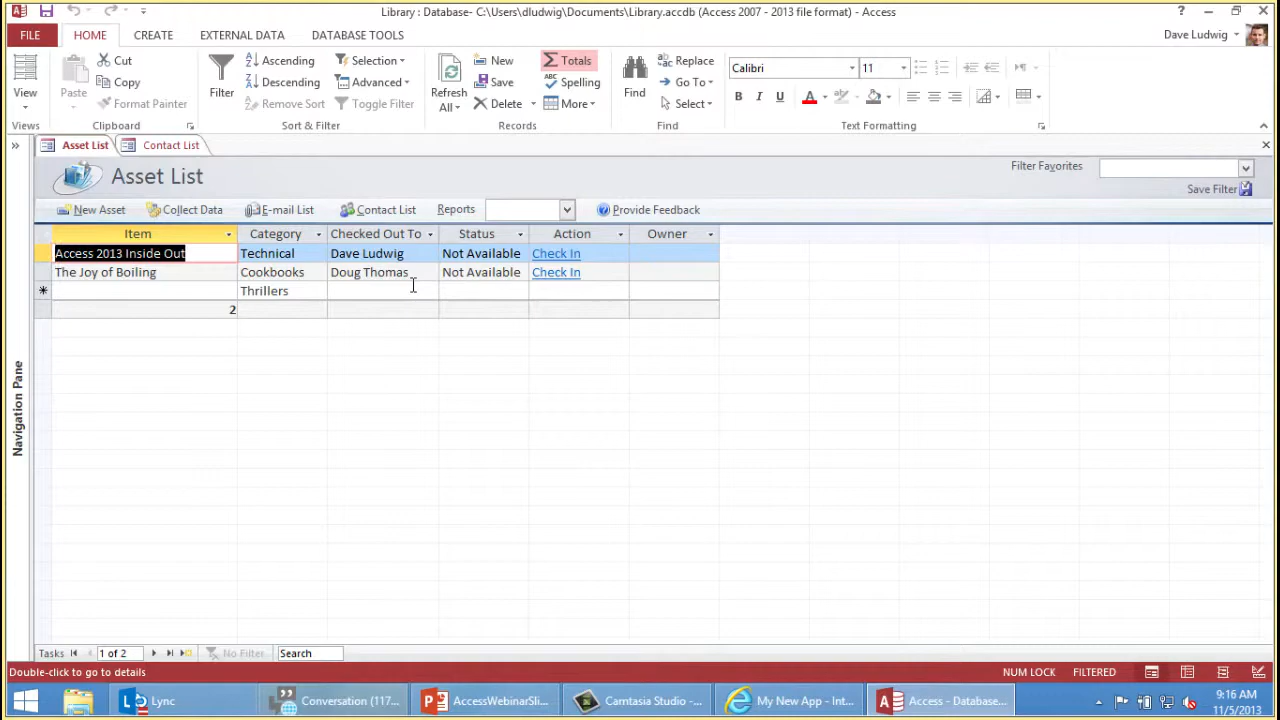 Library : Database- C:\Users\dludwig\Documents\Library.accdb (Access 2007 - 2013 file format) - Access
FILE HOME CREATE EXTERNAL DATA DATABASE TOOLS Dave Ludwig
View Paste Cut Copy Format Painter Filter Ascending Descending Remove Sort Selection Advanced Toggle Filter Refresh All New Save Delete Totals Spelling More Find Replace Go To Select Calibri 11
B I U A
Views Clipboard Sort & Filter Records Find Text Formatting
Asset List Contact List
Asset List Filter Favorites
Save Filter
New Asset Collect Data E-mail List Contact List Reports Provide Feedback
Item Category Checked Out To Status Action Owner
Access 2013 Inside Out Technical Dave Ludwig Not Available Check In
The Joy of Boiling Cookbooks Doug Thomas Not Available Check In
Thrillers
2
Navigation Pane
Tasks 1 of 2 No Filter Search
Double-click to go to details NUM LOCK FILTERED
Lync Conversation (117... AccessWebinarSli... Camtasia Studio -... My New App - Int... Access - Database... 9:16 AM
11/5/2013